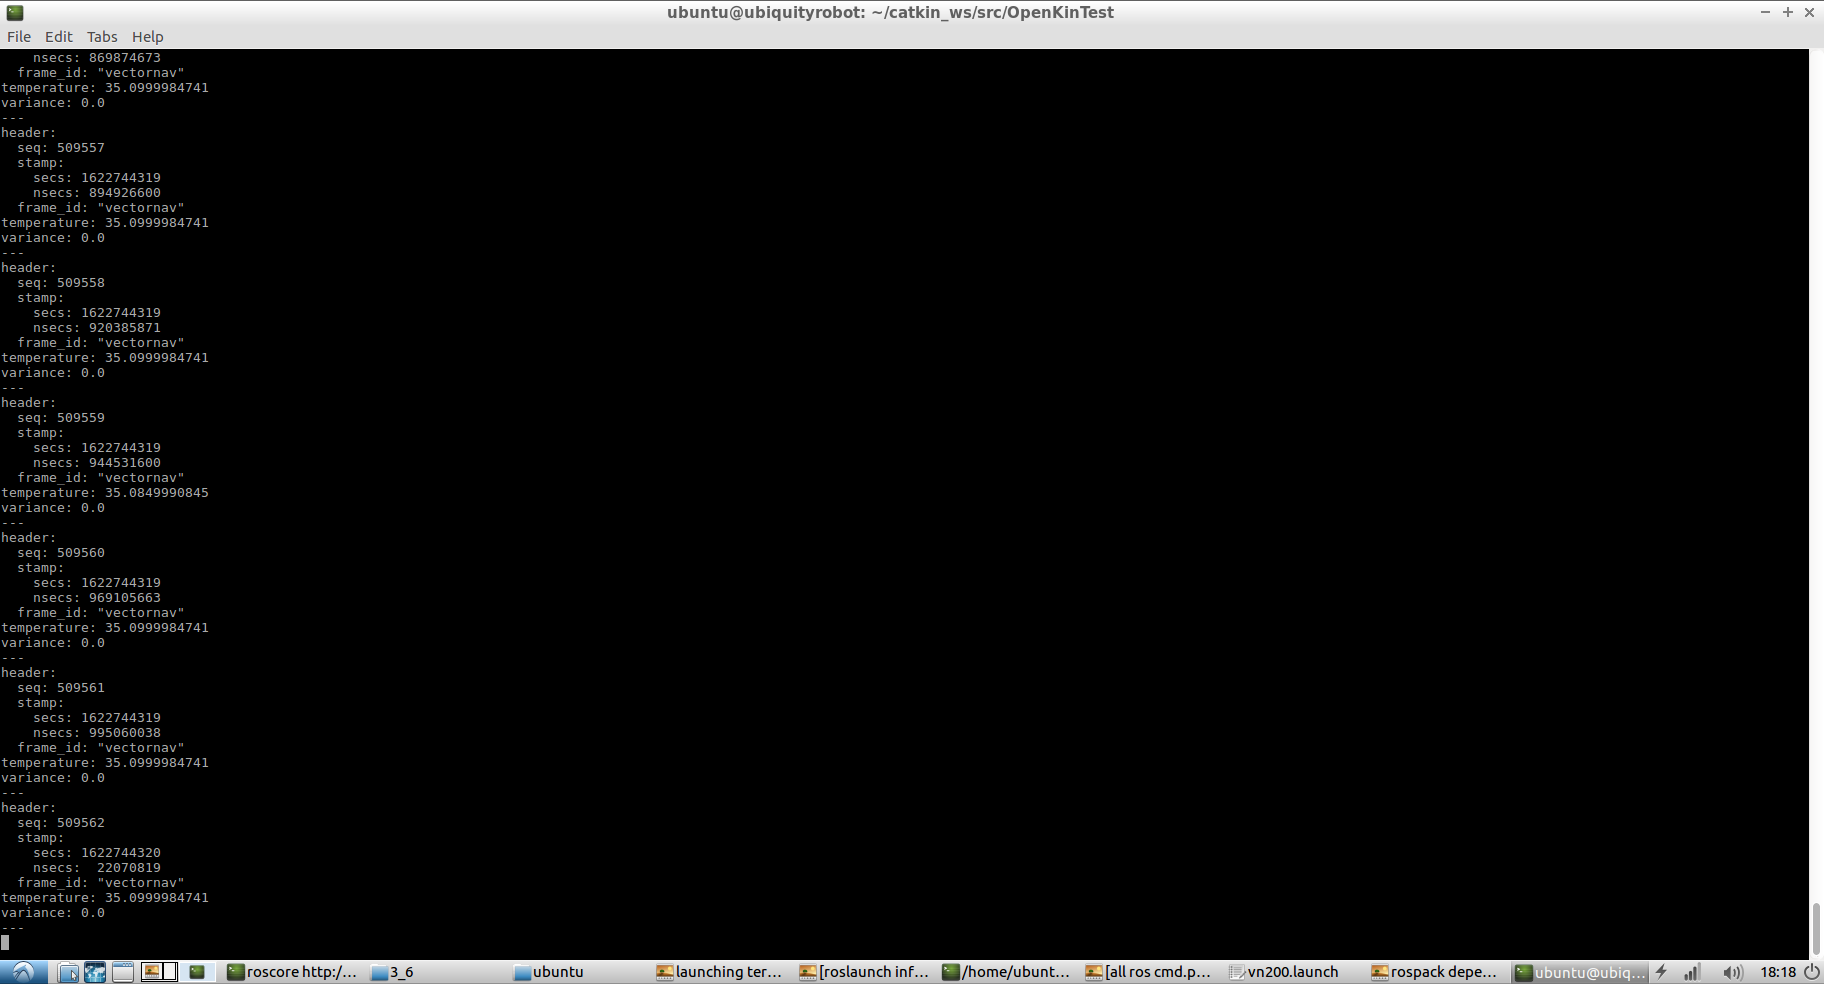 ubuntu@ubiquityrobot: ~/catkin_ws/src/OpenKinTest
File Edit Tabs Help
    nsecs: 869874673
  frame_id: "vectornav"
temperature: 35.0999984741
variance: 0.0
---
header:
  seq: 509557
  stamp:
    secs: 1622744319
    nsecs: 894926600
  frame_id: "vectornav"
temperature: 35.0999984741
variance: 0.0
---
header:
  seq: 509558
  stamp:
    secs: 1622744319
    nsecs: 920385871
  frame_id: "vectornav"
temperature: 35.0999984741
variance: 0.0
---
header:
  seq: 509559
  stamp:
    secs: 1622744319
    nsecs: 944531600
  frame_id: "vectornav"
temperature: 35.0849990845
variance: 0.0
---
header:
  seq: 509560
  stamp:
    secs: 1622744319
    nsecs: 969105663
  frame_id: "vectornav"
temperature: 35.0999984741
variance: 0.0
---
header:
  seq: 509561
  stamp:
    secs: 1622744319
    nsecs: 995060038
  frame_id: "vectornav"
temperature: 35.0999984741
variance: 0.0
---
header:
  seq: 509562
  stamp:
    secs: 1622744320
    nsecs:  22070819
  frame_id: "vectornav"
temperature: 35.0999984741
variance: 0.0
---
roscore http:/... 3_6 ubuntu launching ter... [roslaunch inf... /home/ubunt... [all ros cmd.p... vn200.launch rospack depe... ubuntu@ubiq... 18:18